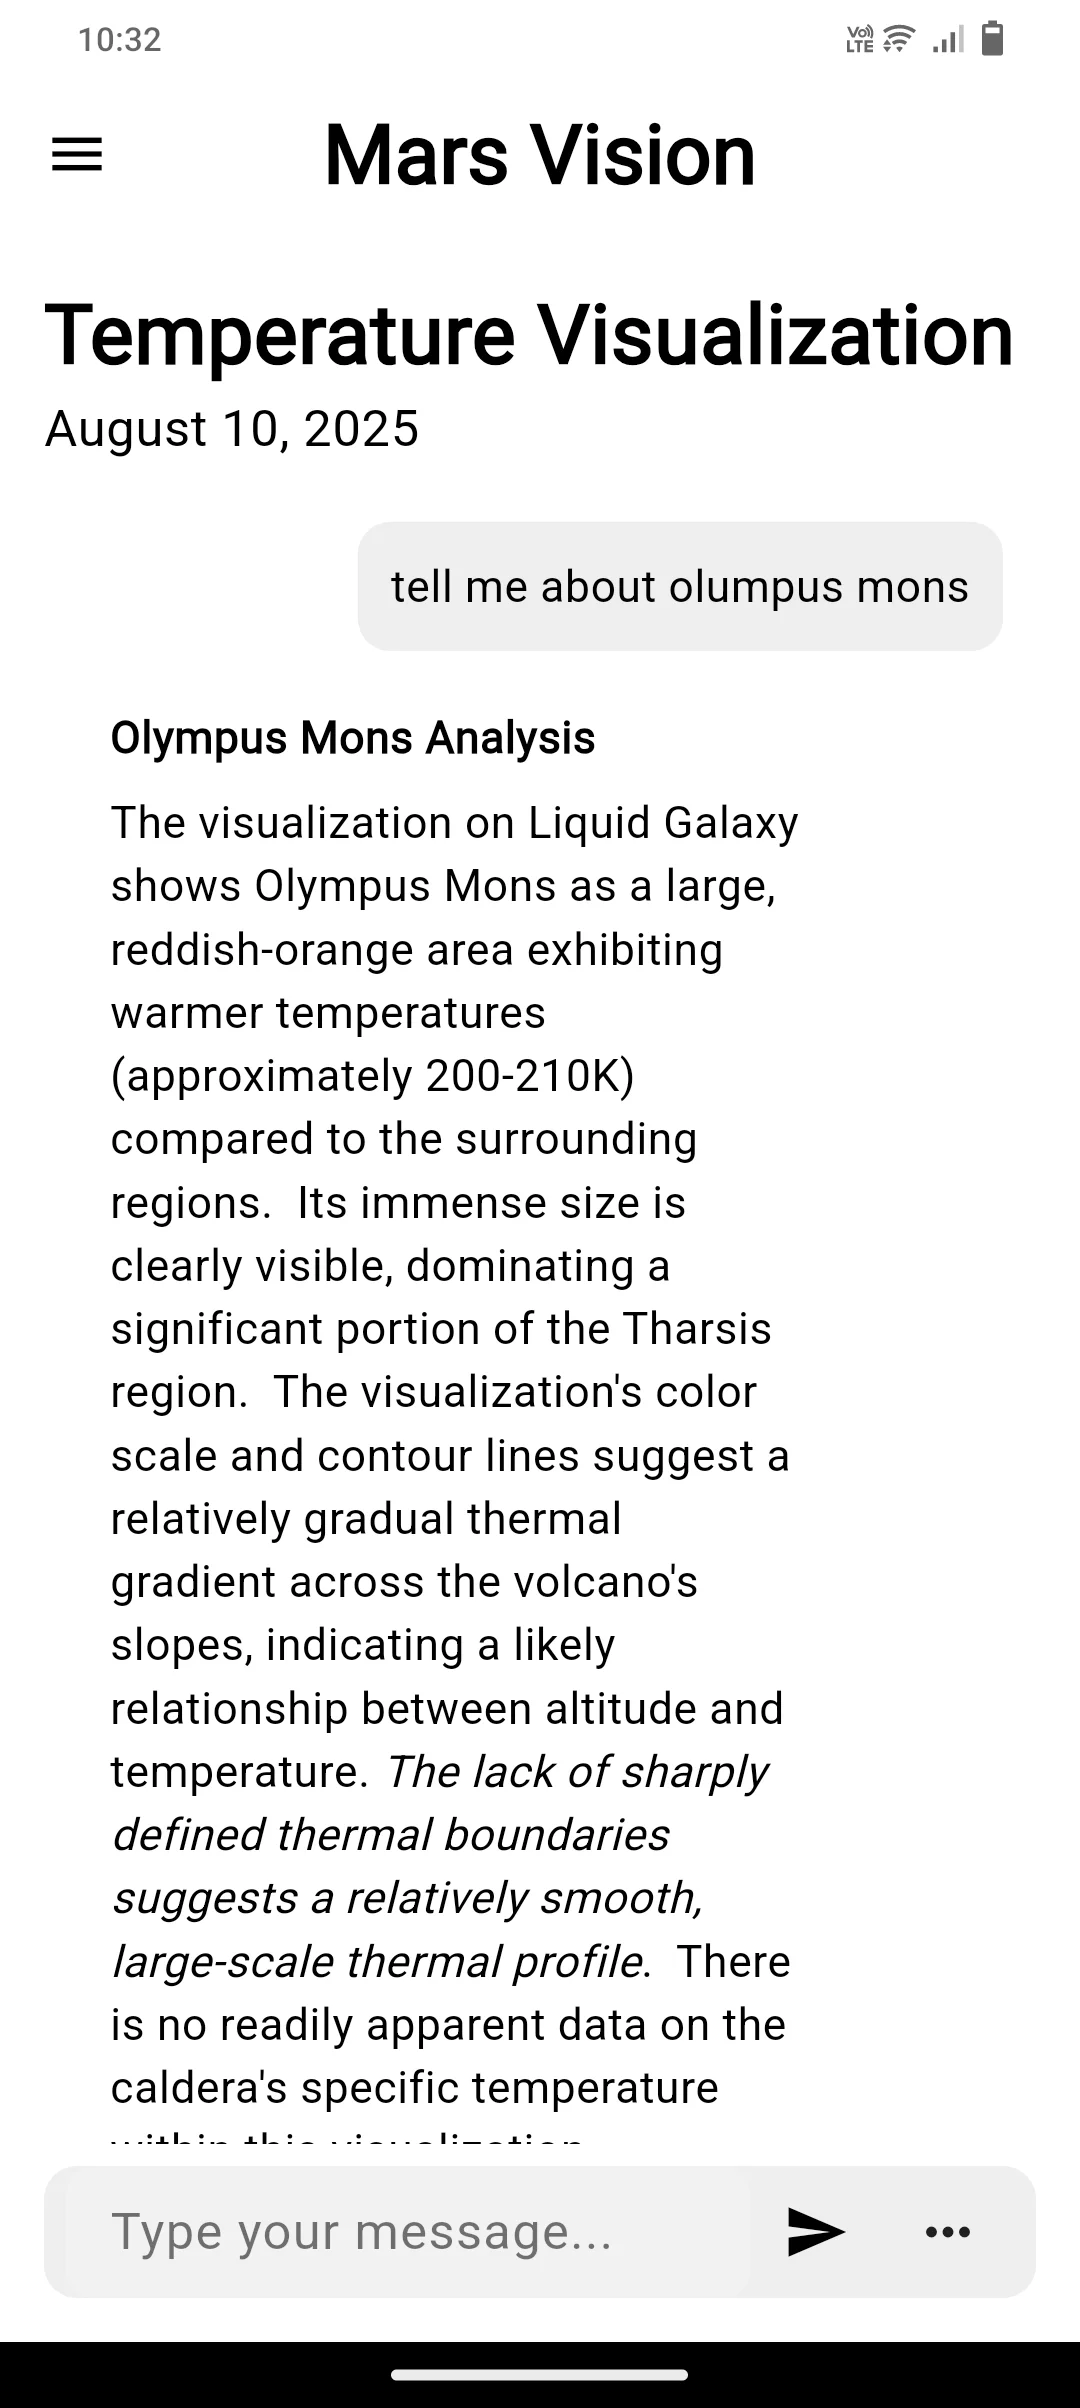 10:32
Vo)) LTE
Mars Vision
Temperature Visualization
August 10, 2025
tell me about olumpus mons
Olympus Mons Analysis
The visualization on Liquid Galaxy
shows Olympus Mons as a large,
reddish-orange area exhibiting
warmer temperatures
(approximately 200-210K)
compared to the surrounding
regions.  Its immense size is
clearly visible, dominating a
significant portion of the Tharsis
region.  The visualization's color
scale and contour lines suggest a
relatively gradual thermal
gradient across the volcano's
slopes, indicating a likely
relationship between altitude and
temperature. The lack of sharply
defined thermal boundaries
suggests a relatively smooth,
large-scale thermal profile.  There
is no readily apparent data on the
caldera's specific temperature
within this visualization
Type your message...